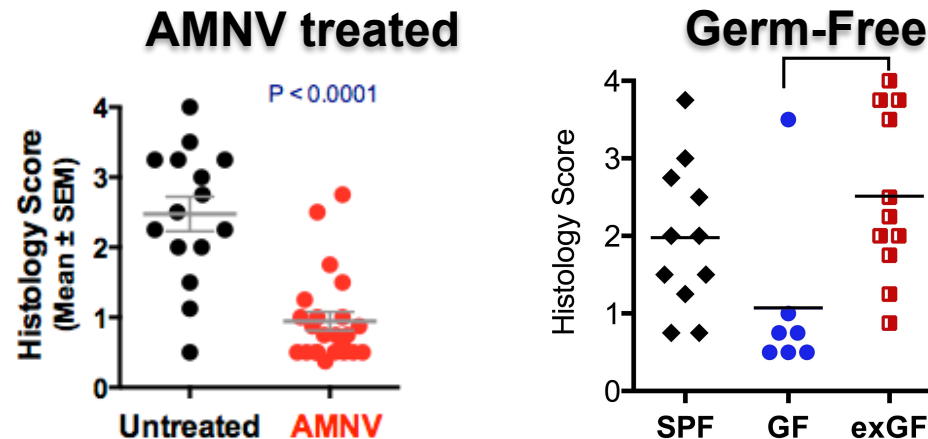 AMNV treated
P < 0.0001
Histology Score
(Mean ± SEM)
4
3
2
1
0
Untreated
AMNV
Germ-Free
Histology Score
4
3
2
1
0
SPF
GF
exGF